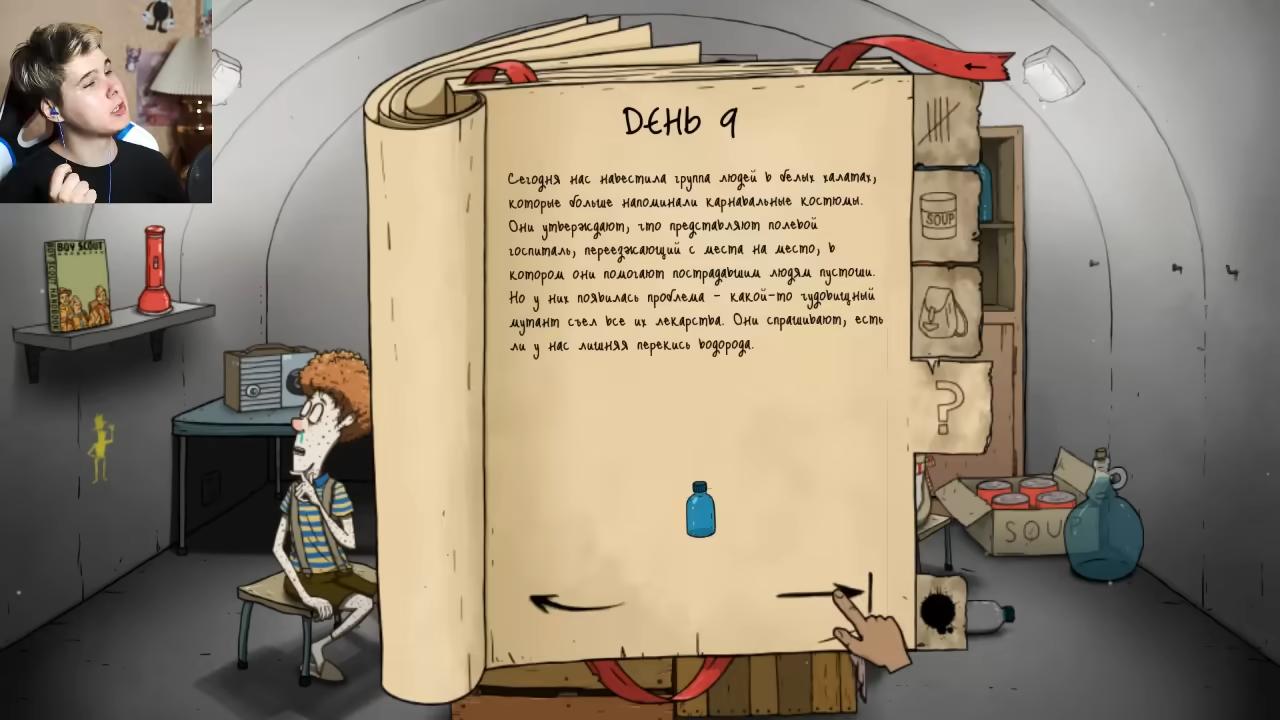 ДЕНЬ 9
Сегодня нас навестила группа людей в белых халатах,
которые больше напоминали карнавальные костюмы.
Они утверждают, что представляют полевой
госпиталь, переезжающий с места на место, в
котором они помогают пострадавшим людям пустоши.
Но у них появилась проблема - какой-то чудовищный
мутант съел все их лекарства. Они спрашивают, есть
ли у нас лишняя перекись водорода.
BOY SCOUT
SOUP
SOUP
?